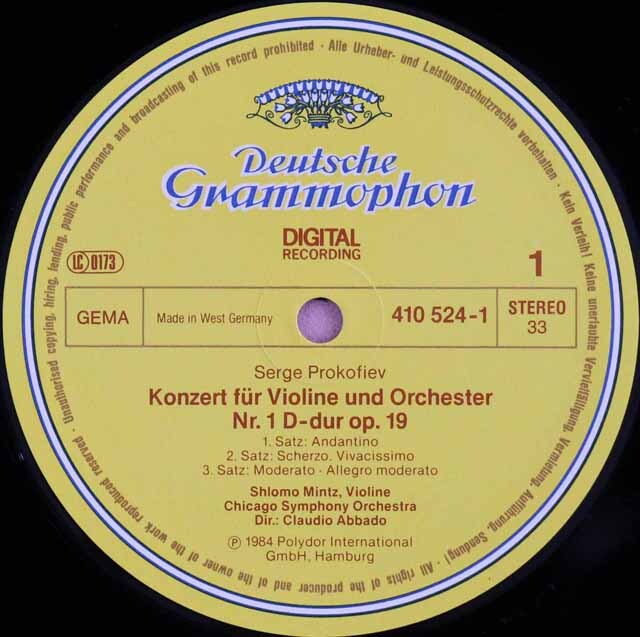 Deutsche
Grammophon
DIGITAL
RECORDING
LC 0173
1
GEMA
Made in West Germany
410 524-1
STEREO
33
Serge Prokofiev
Konzert für Violine und Orchester
Nr. 1 D-dur op. 19
1. Satz: Andantino
2. Satz: Scherzo. Vivacissimo
3. Satz: Moderato · Allegro moderato
Shlomo Mintz, Violine
Chicago Symphony Orchestra
Dir.: Claudio Abbado
℗ 1984 Polydor International
GmbH, Hamburg
Alle Urheber- und Leistungsschutzrechte vorbehalten · Kein Verleih! Keine unerlaubte Vervielfältigung, Vermietung, Aufführung, Sendung! · All rights of the producer and of the owner of the work reproduced reserved · Unauthorised copying, hiring, lending, public performance and broadcasting of this record prohibited ·